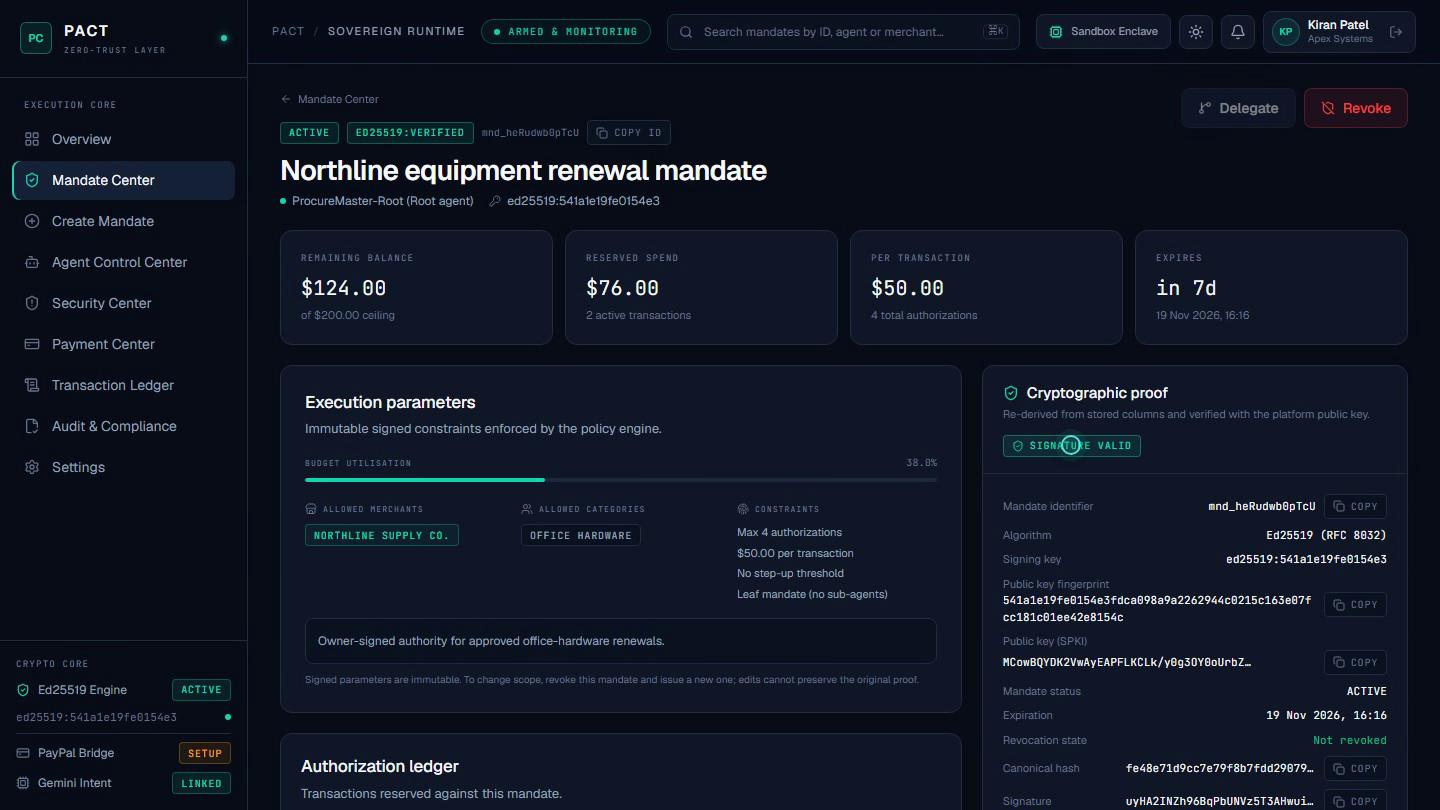 PC
PACT
ZERO-TRUST LAYER
EXECUTION CORE
Overview
Mandate Center
Create Mandate
Agent Control Center
Security Center
Payment Center
Transaction Ledger
Audit & Compliance
Settings
CRYPTO CORE
Ed25519 Engine
ACTIVE
ed25519:541a1e19fe0154e3
PayPal Bridge
SETUP
Gemini Intent
LINKED
PACT / SOVEREIGN RUNTIME
ARMED & MONITORING
Search mandates by ID, agent or merchant...
⌘K
Sandbox Enclave
KP
Kiran Patel
Apex Systems
Mandate Center
Delegate
Revoke
ACTIVE
ED25519:VERIFIED
mnd_heRudwb0pTcU
COPY ID
Northline equipment renewal mandate
ProcureMaster-Root (Root agent)
ed25519:541a1e19fe0154e3
REMAINING BALANCE
$124.00
of $200.00 ceiling
RESERVED SPEND
$76.00
2 active transactions
PER TRANSACTION
$50.00
4 total authorizations
EXPIRES
in 7d
19 Nov 2026, 16:16
Execution parameters
Immutable signed constraints enforced by the policy engine.
BUDGET UTILISATION
38.0%
ALLOWED MERCHANTS
NORTHLINE SUPPLY CO.
ALLOWED CATEGORIES
OFFICE HARDWARE
CONSTRAINTS
Max 4 authorizations
$50.00 per transaction
No step-up threshold
Leaf mandate (no sub-agents)
Owner-signed authority for approved office-hardware renewals.
Signed parameters are immutable. To change scope, revoke this mandate and issue a new one; edits cannot preserve the original proof.
Authorization ledger
Transactions reserved against this mandate.
Cryptographic proof
Re-derived from stored columns and verified with the platform public key.
SIGNATURE VALID
Mandate identifier
mnd_heRudwb0pTcU
COPY
Algorithm
Ed25519 (RFC 8032)
Signing key
ed25519:541a1e19fe0154e3
Public key fingerprint
541a1e19fe0154e3fdca098a9a2262944c0215c163e07f
cc181c01ee42e8154c
COPY
Public key (SPKI)
MCowBQYDK2VwAyEAPFLKCLk/y0g3OY0oUrbZ…
COPY
Mandate status
ACTIVE
Expiration
19 Nov 2026, 16:16
Revocation state
Not revoked
Canonical hash
fe48e71d9cc7e79f8b7fdd29079…
COPY
Signature
uyHA2INZh96BqPbUNVz5T3AHwui…
COPY